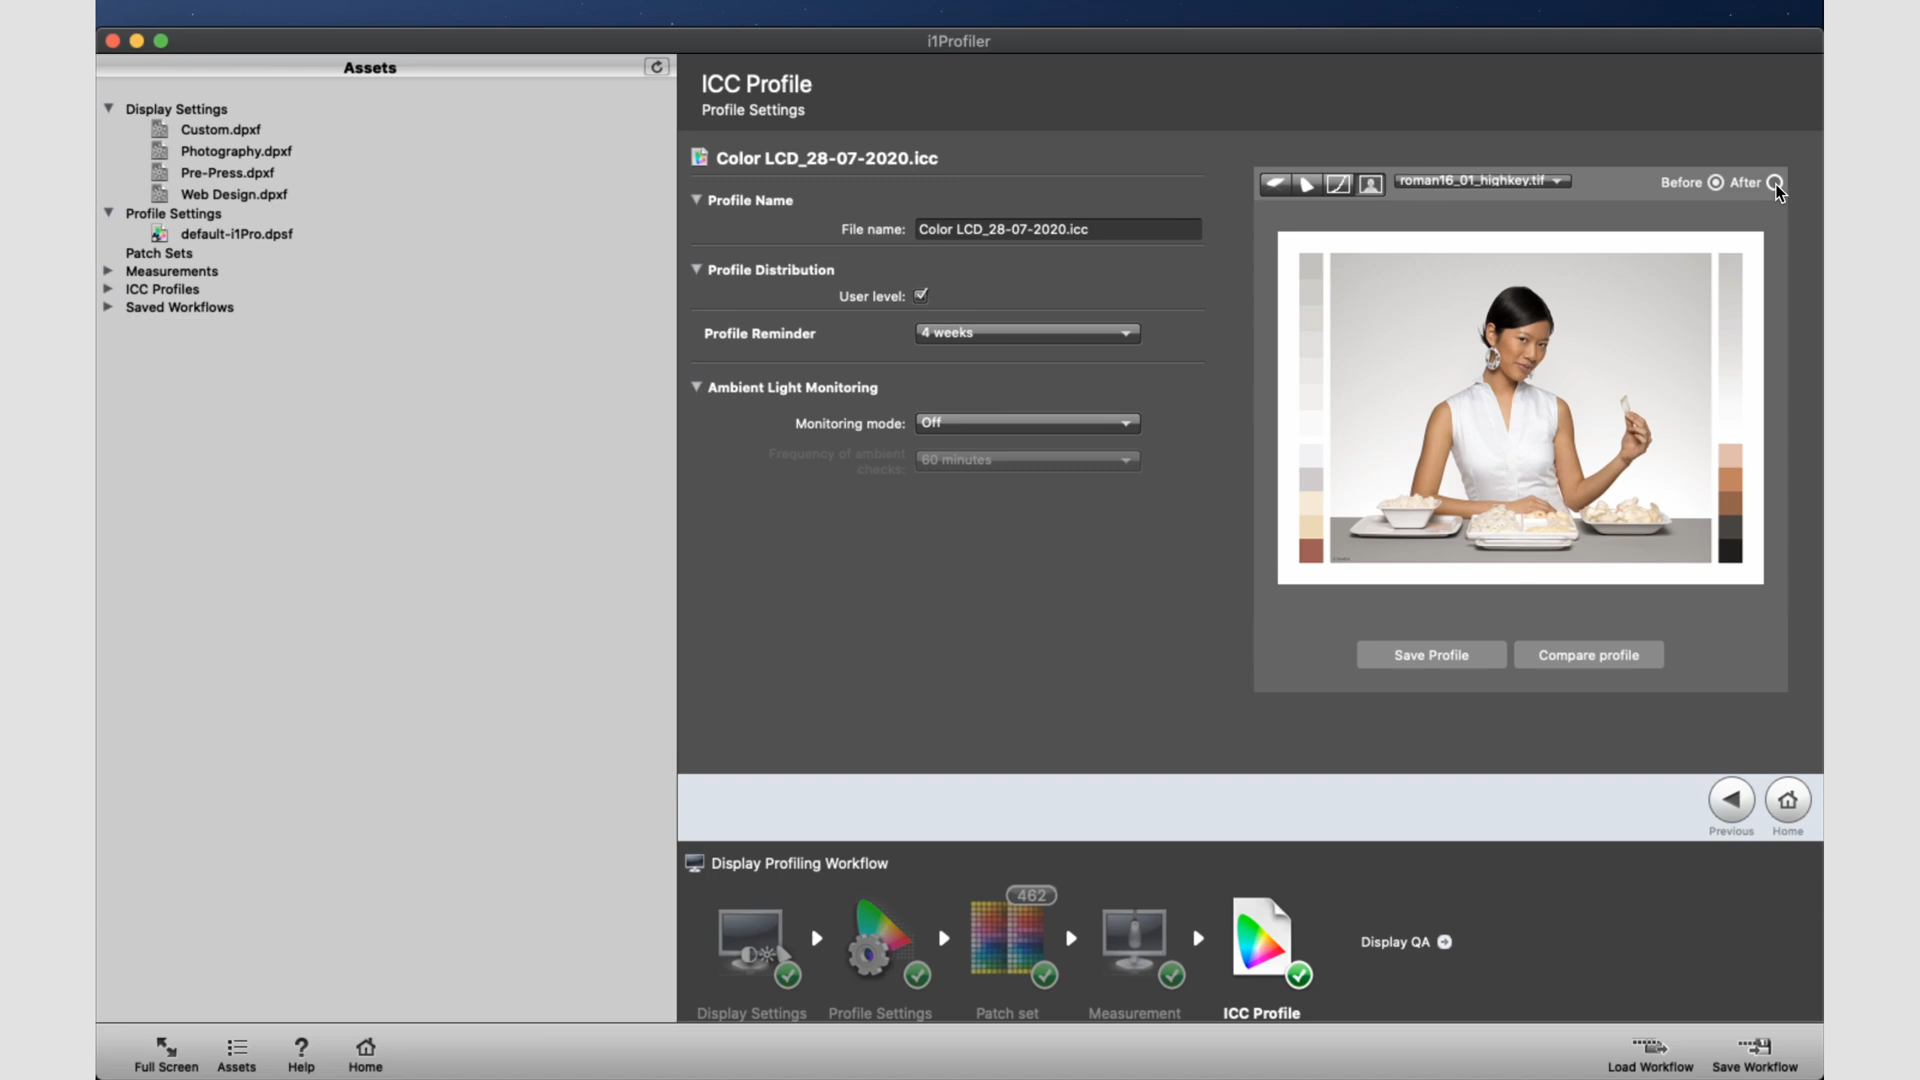 i1Profiler
Assets
Display Settings
Custom.dpxf
Photography.dpxf
Pre-Press.dpxf
Web Design.dpxf
Profile Settings
default-i1Pro.dpsf
Patch Sets
Measurements
ICC Profiles
Saved Workflows
ICC Profile
Profile Settings
Color LCD_28-07-2020.icc
Profile Name
File name: Color LCD_28-07-2020.icc
Profile Distribution
User level:
Profile Reminder 4 weeks
Ambient Light Monitoring
Monitoring mode: Off
Frequency of ambient
checks: 60 minutes
roman16_01_highkey.tif Before After
Save Profile Compare profile
Previous Home
Display Profiling Workflow
462
Display QA
Display Settings Profile Settings Patch set Measurement ICC Profile
Full Screen Assets Help Home Load Workflow Save Workflow